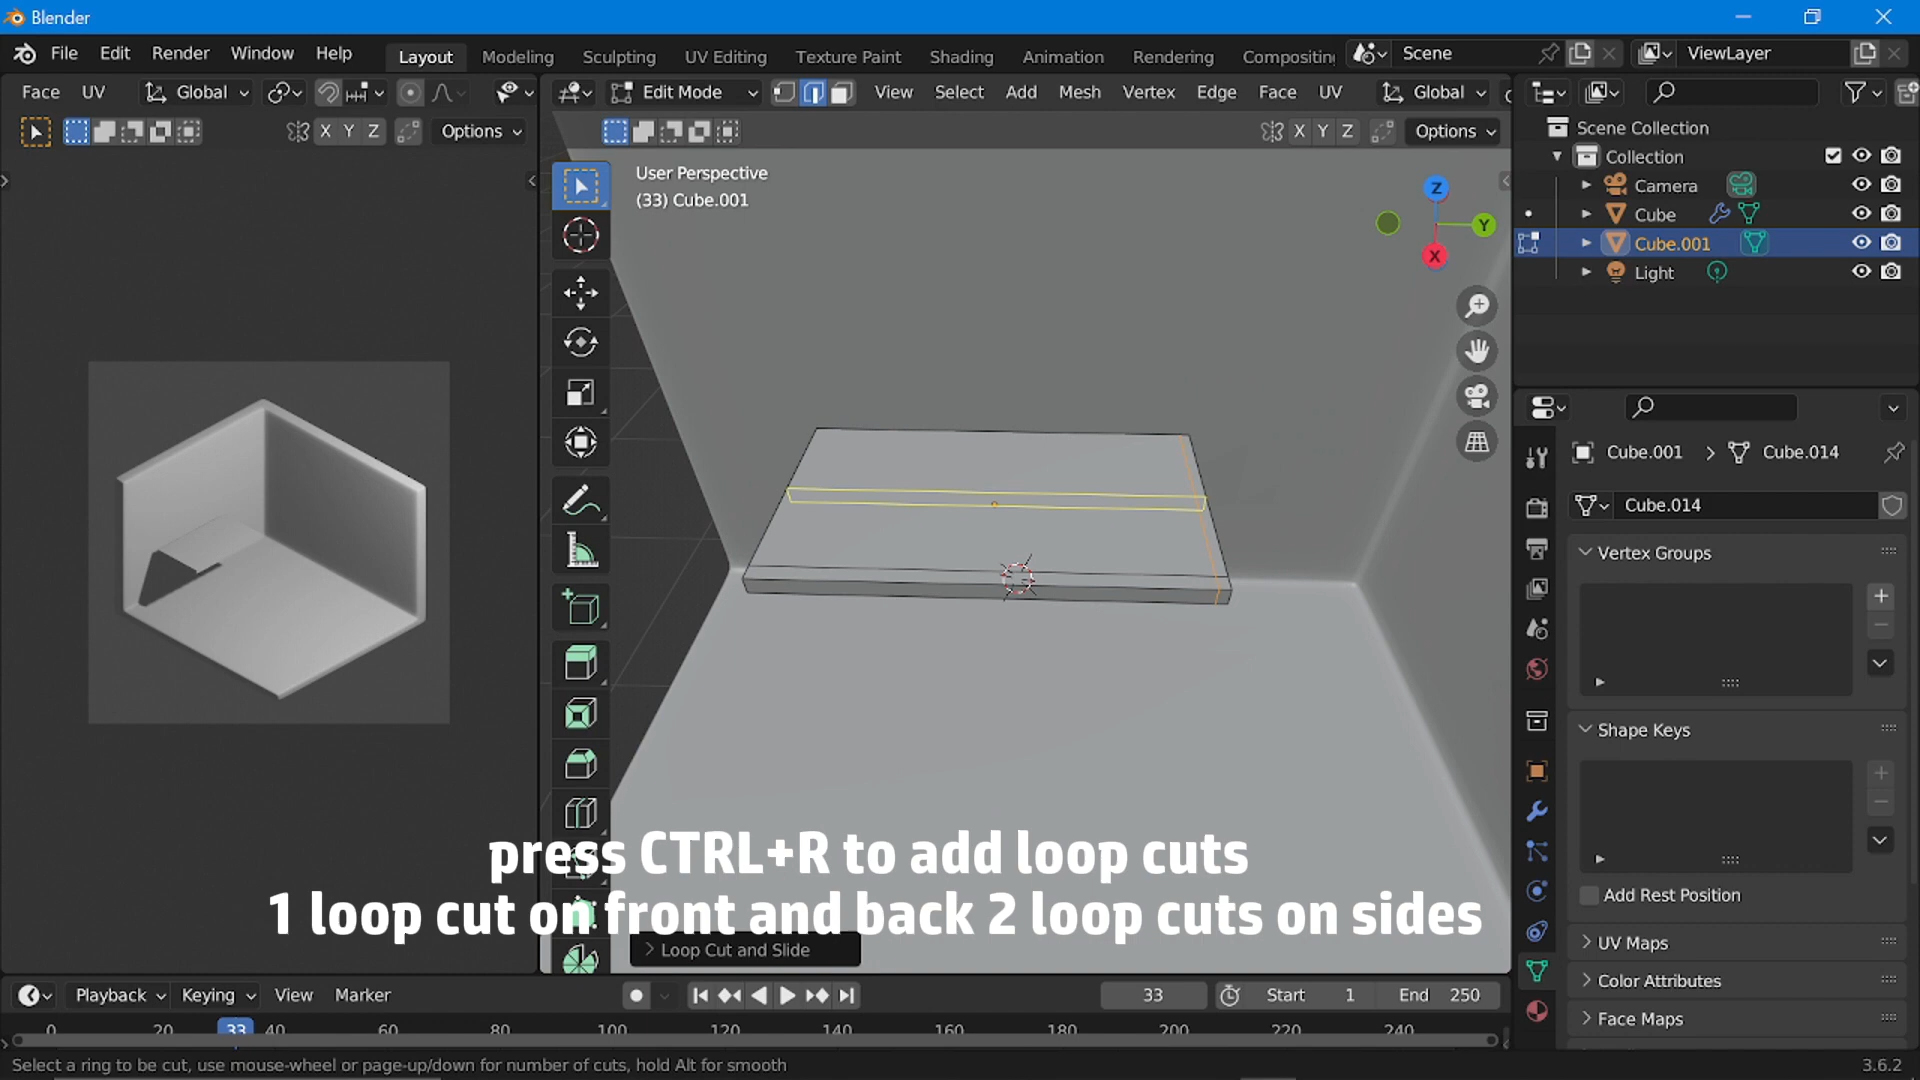 Blender
File Edit Render Window Help Layout Modeling Sculpting UV Editing Texture Paint Shading Animation Rendering Compositing Scene ViewLayer
Face UV Global Edit Mode View Select Add Mesh Vertex Edge Face UV Global
X Y Z Options X Y Z Options
User Perspective
(33) Cube.001
Z
Y
X
Scene Collection
Collection
Camera
Cube
Cube.001
Light
Cube.001 Cube.014
Cube.014
Vertex Groups
Shape Keys
Add Rest Position
UV Maps
Color Attributes
Face Maps
press CTRL+R to add loop cuts
1 loop cut on front and back 2 loop cuts on sides
Loop Cut and Slide
Playback Keying View Marker 33 Start 1 End 250
0 20 33 40 60 80 100 120 140 160 180 200 220 240
Select a ring to be cut, use mouse-wheel or page-up/down for number of cuts, hold Alt for smooth 3.6.2